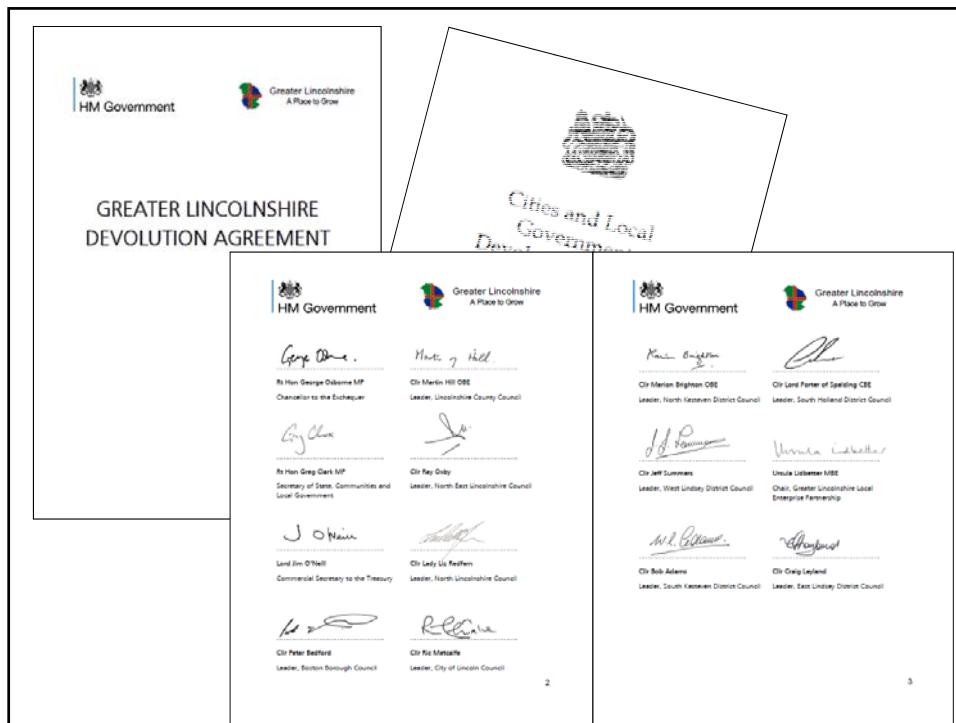 HM Government
Greater Lincolnshire
A Place to Grow
GREATER LINCOLNSHIRE
DEVOLUTION AGREEMENT
Cities and Local
Government
HM Government
Greater Lincolnshire
A Place to Grow
Rt Hon George Osborne MP
Chancellor to the Exchequer
Cllr Martin Hill OBE
Leader, Lincolnshire County Council
Rt Hon Greg Clark MP
Secretary of State, Communities and
Local Government
Cllr Ray Oxby
Leader, North East Lincolnshire Council
Lord Jim O'Neill
Commercial Secretary to the Treasury
Cllr Lady Liz Redfern
Leader, North Lincolnshire Council
Cllr Peter Bedford
Leader, Boston Borough Council
Cllr Ric Metcalfe
Leader, City of Lincoln Council
2
HM Government
Greater Lincolnshire
A Place to Grow
Cllr Marion Brighton OBE
Leader, North Kesteven District Council
Cllr Lord Porter of Spalding CBE
Leader, South Holland District Council
Cllr Jeff Summers
Leader, West Lindsey District Council
Ursula Lidbetter MBE
Chair, Greater Lincolnshire Local
Enterprise Partnership
Cllr Bob Adams
Leader, South Kesteven District Council
Cllr Craig Leyland
Leader, East Lindsey District Council
3